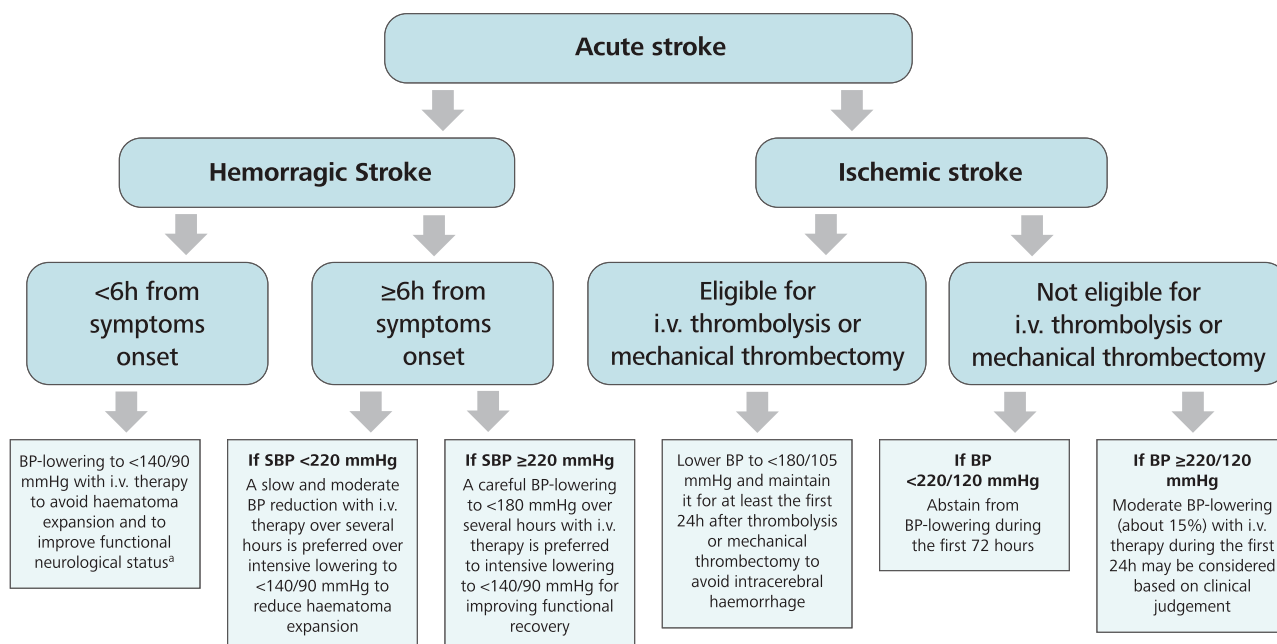 Acute stroke
Hemorragic Stroke
Ischemic stroke
<6h from
symptoms
onset
≥6h from
symptoms
onset
Eligible for
i.v. thrombolysis or
mechanical thrombectomy
Not eligible for
i.v. thrombolysis or
mechanical thrombectomy
BP-lowering to <140/90
mmHg with i.v. therapy
to avoid haematoma
expansion and to
improve functional
neurological statusᵃ
If SBP <220 mmHg
A slow and moderate
BP reduction with i.v.
therapy over several
hours is preferred over
intensive lowering to
<140/90 mmHg to
reduce haematoma
expansion
If SBP ≥220 mmHg
A careful BP-lowering
to <180 mmHg over
several hours with i.v.
therapy is preferred
to intensive lowering
to <140/90 mmHg for
improving functional
recovery
Lower BP to <180/105
mmHg and maintain
it for at least the first
24h after thrombolysis
or mechanical
thrombectomy to
avoid intracerebral
haemorrhage
If BP
<220/120 mmHg
Abstain from
BP-lowering during
the first 72 hours
If BP ≥220/120
mmHg
Moderate BP-lowering
(about 15%) with i.v.
therapy during the first
24h may be considered
based on clinical
judgement